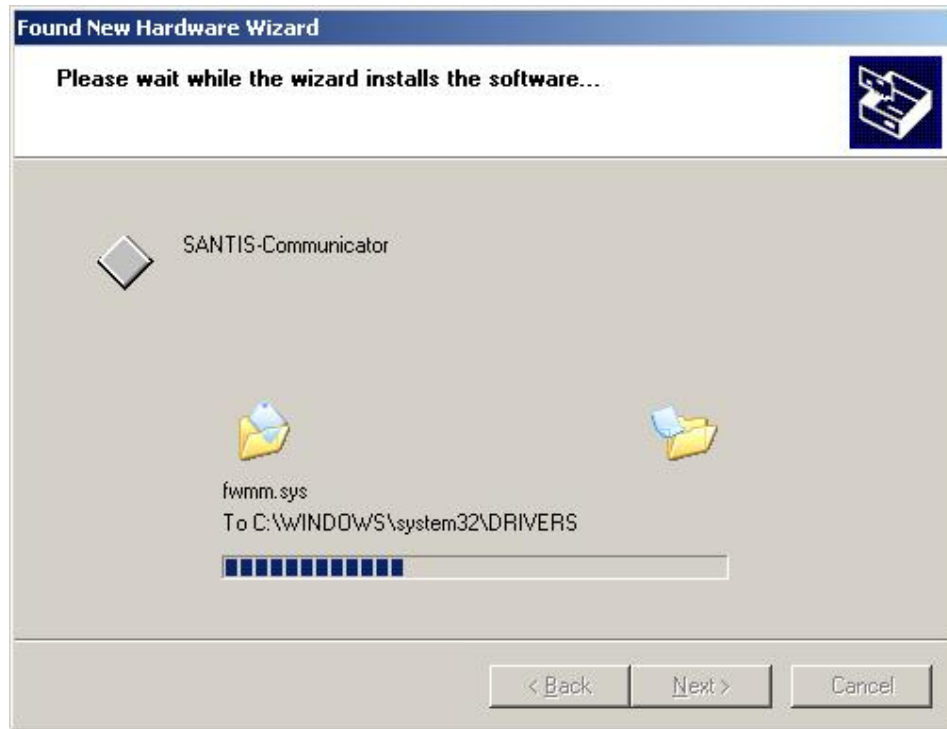 Found New Hardware Wizard
Please wait while the wizard installs the software...
SANTIS-Communicator
fwmm.sys
To C:\WINDOWS\system32\DRIVERS
< Back
Next >
Cancel